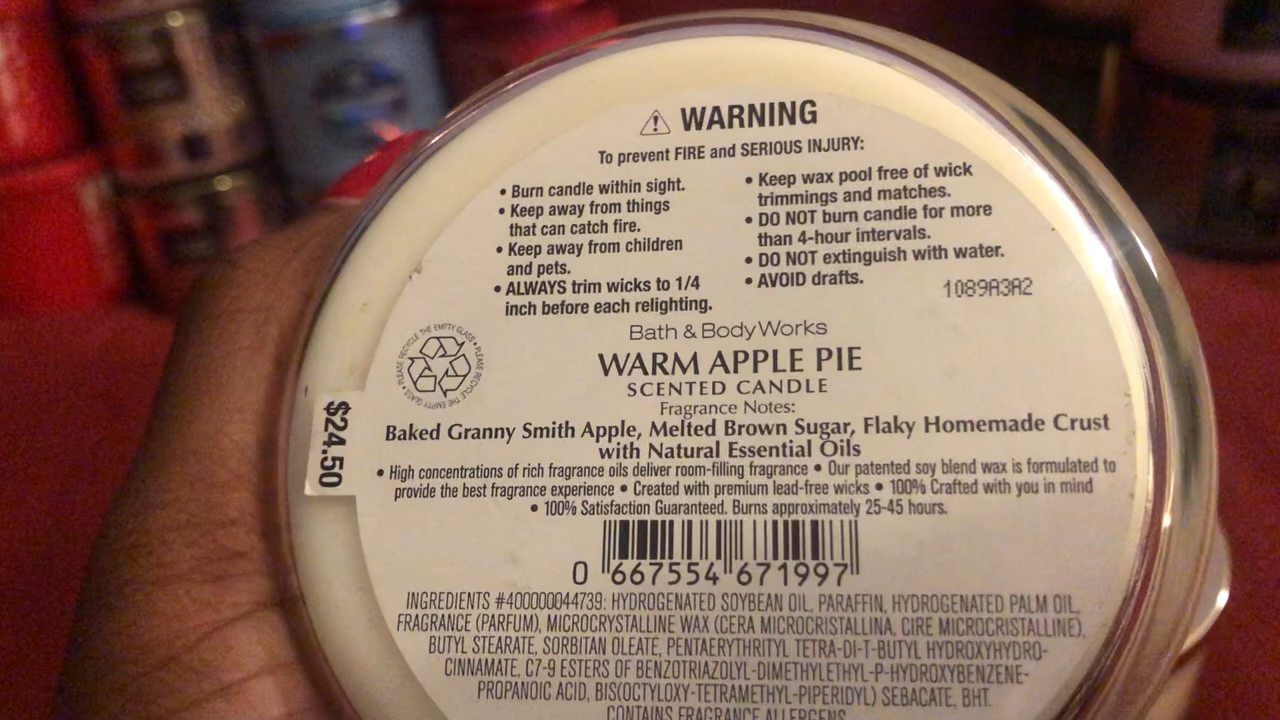 ⚠ WARNING
To prevent FIRE and SERIOUS INJURY:
• Burn candle within sight.
• Keep away from things
that can catch fire.
• Keep away from children
and pets.
• ALWAYS trim wicks to 1/4
inch before each relighting.
• Keep wax pool free of wick
trimmings and matches.
• DO NOT burn candle for more
than 4-hour intervals.
• DO NOT extinguish with water.
• AVOID drafts.
1089A3A2
Bath & Body Works
WARM APPLE PIE
SCENTED CANDLE
PLEASE RECYCLE THE EMPTY GLASS • PLEASE RECYCLE THE EMPTY GLASS •
$24.50
Fragrance Notes:
Baked Granny Smith Apple, Melted Brown Sugar, Flaky Homemade Crust
with Natural Essential Oils
• High concentrations of rich fragrance oils deliver room-filling fragrance • Our patented soy blend wax is formulated to
provide the best fragrance experience • Created with premium lead-free wicks • 100% Crafted with you in mind
• 100% Satisfaction Guaranteed. Burns approximately 25-45 hours.
0 667554 671997
INGREDIENTS #400000044739: HYDROGENATED SOYBEAN OIL, PARAFFIN, HYDROGENATED PALM OIL,
FRAGRANCE (PARFUM), MICROCRYSTALLINE WAX (CERA MICROCRISTALLINA, CIRE MICROCRISTALLINE),
BUTYL STEARATE, SORBITAN OLEATE, PENTAERYTHRITYL TETRA-DI-T-BUTYL HYDROXYHYDRO-
CINNAMATE, C7-9 ESTERS OF BENZOTRIAZOLYL-DIMETHYLETHYL-P-HYDROXYBENZENE-
PROPANOIC ACID, BIS(OCTYLOXY-TETRAMETHYL-PIPERIDYL) SEBACATE, BHT.
CONTAINS FRAGRANCE ALLERGENS